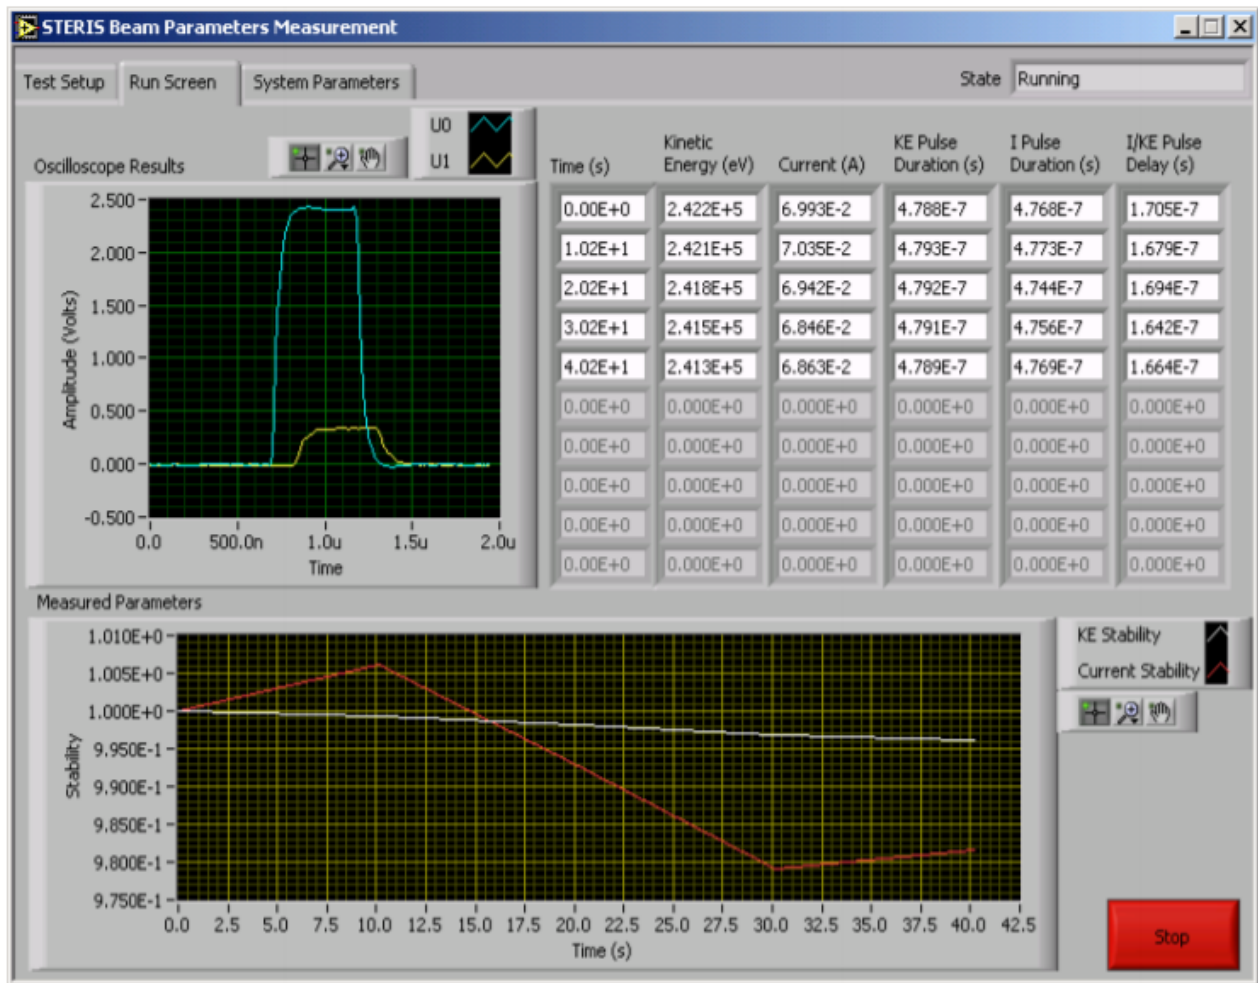 STERIS Beam Parameters Measurement
Test Setup Run Screen System Parameters State Running
Oscilloscope Results
U0
U1
2.500
2.000
1.500
1.000
0.500
0.000
-0.500
Amplitude (Volts)
0.0 500.0n 1.0u 1.5u 2.0u
Time
Time (s) Kinetic Energy (eV) Current (A) KE Pulse Duration (s) I Pulse Duration (s) I/KE Pulse Delay (s)
0.00E+0 2.422E+5 6.993E-2 4.788E-7 4.768E-7 1.705E-7
1.02E+1 2.421E+5 7.035E-2 4.793E-7 4.773E-7 1.679E-7
2.02E+1 2.418E+5 6.942E-2 4.792E-7 4.744E-7 1.694E-7
3.02E+1 2.415E+5 6.846E-2 4.791E-7 4.756E-7 1.642E-7
4.02E+1 2.413E+5 6.863E-2 4.789E-7 4.769E-7 1.664E-7
0.00E+0 0.000E+0 0.000E+0 0.000E+0 0.000E+0 0.000E+0
0.00E+0 0.000E+0 0.000E+0 0.000E+0 0.000E+0 0.000E+0
0.00E+0 0.000E+0 0.000E+0 0.000E+0 0.000E+0 0.000E+0
0.00E+0 0.000E+0 0.000E+0 0.000E+0 0.000E+0 0.000E+0
0.00E+0 0.000E+0 0.000E+0 0.000E+0 0.000E+0 0.000E+0
Measured Parameters
1.010E+0
1.005E+0
1.000E+0
9.950E-1
9.900E-1
9.850E-1
9.800E-1
9.750E-1
Stability
0.0 2.5 5.0 7.5 10.0 12.5 15.0 17.5 20.0 22.5 25.0 27.5 30.0 32.5 35.0 37.5 40.0 42.5
Time (s)
KE Stability
Current Stability
Stop